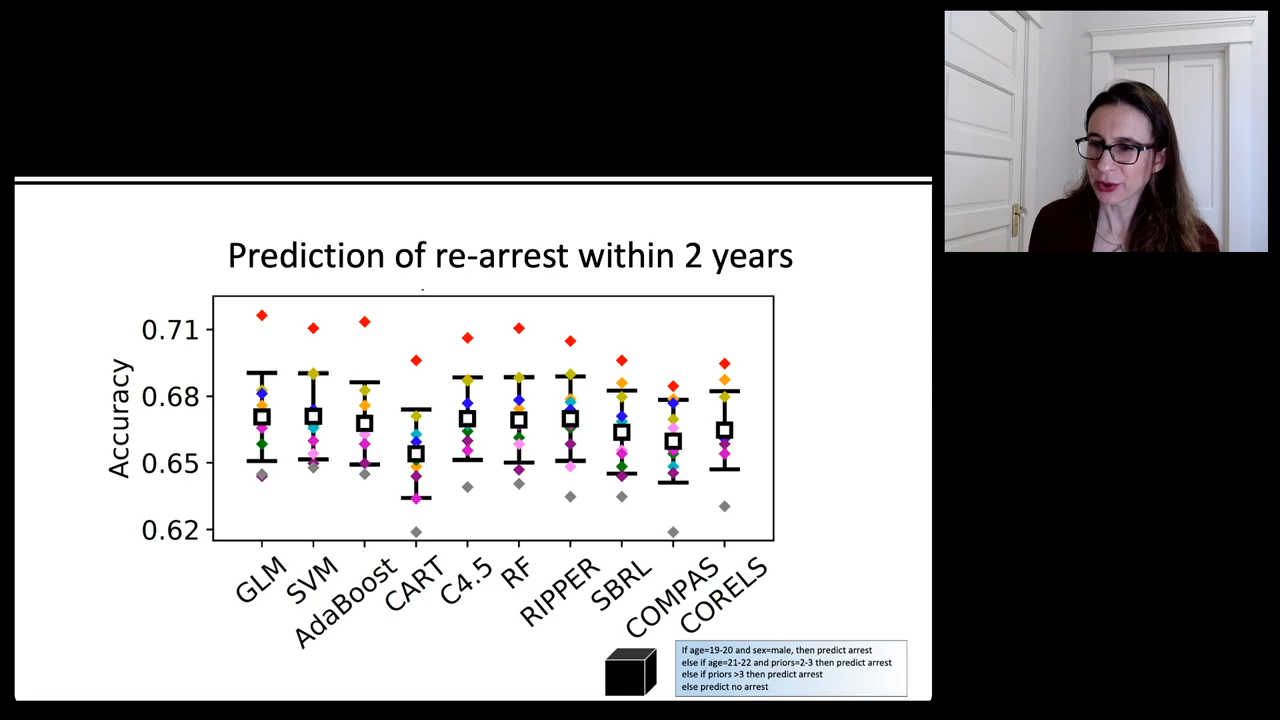 Prediction of re-arrest within 2 years
Accuracy
0.71
0.68
0.65
0.62
GLM
SVM
AdaBoost
CART
C4.5
RF
RIPPER
SBRL
COMPAS
CORELS
If age=19-20 and sex=male, then predict arrest
else if age=21-22 and priors=2-3 then predict arrest
else if priors >3 then predict arrest
else predict no arrest